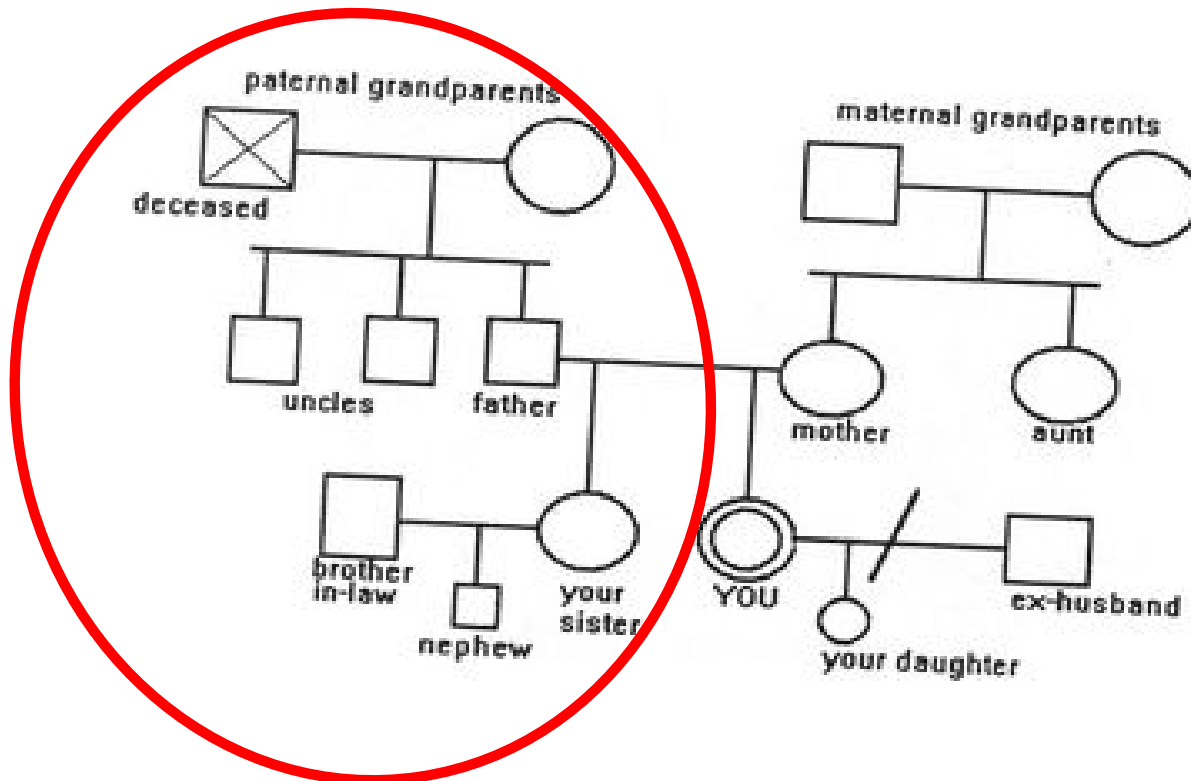 paternal grandparents
maternal grandparents
deceased
uncles
father
mother
aunt
brother
in-law
nephew
your
sister
YOU
your daughter
ex-husband